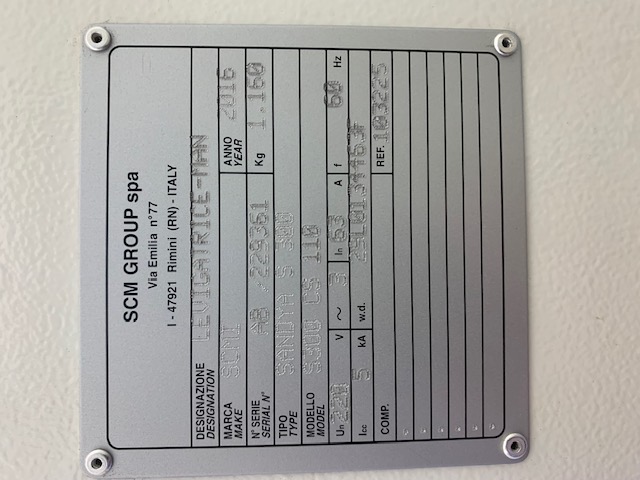 SCM GROUP spa
Via Emilia n°77
I - 47921 Rimini (RN) - ITALY
DESIGNAZIONE DESIGNATION LEVIGATRICE-MAN
MARCA MAKE SCMI ANNO YEAR 2016
N° SERIE SERIAL N° AB .229361 Kg 1.160
TIPO TYPE SANDYA S 300
MODELLO MODEL S300 CS 110
Un 220 V ~ 3 In 63 A f 60 Hz
Icc 5 kA w.d.
COMP. REF. 103225